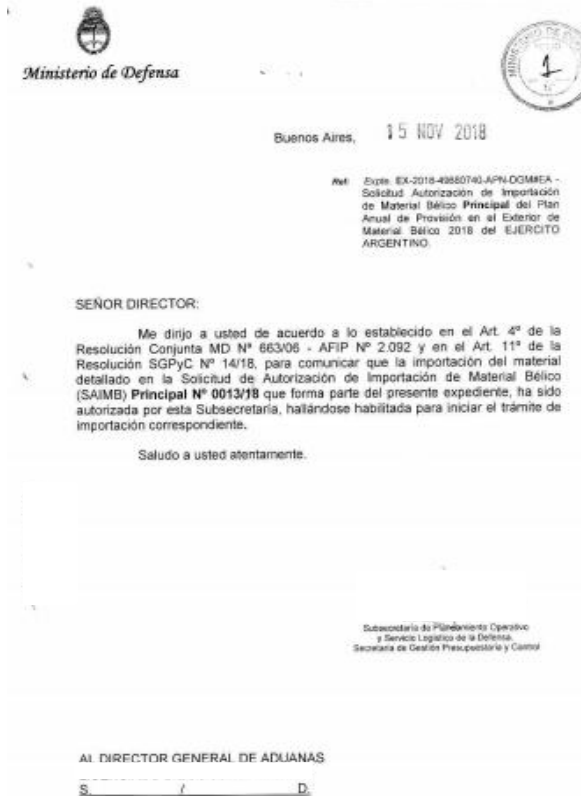 Ministerio de Defensa
MINISTERIO DE
1
Buenos Aires, 15 NOV 2018
Ref: Expte. EX-2018-49880740-APN-DGM#EA -
Solicitud Autorización de Importación
de Material Bélico Principal del Plan
Anual de Provisión en el Exterior de
Material Bélico 2018 del EJERCITO
ARGENTINO.
SEÑOR DIRECTOR:
Me dirijo a usted de acuerdo a lo establecido en el Art. 4º de la
Resolución Conjunta MD Nº 663/06 - AFIP Nº 2.092 y en el Art. 11º de la
Resolución SGPyC Nº 14/18, para comunicar que la importación del material
detallado en la Solicitud de Autorización de Importación de Material Bélico
(SAIMB) Principal Nº 0013/18 que forma parte del presente expediente, ha sido
autorizada por esta Subsecretaría, hallándose habilitada para iniciar el trámite de
importación correspondiente.
Saludo a usted atentamente.
Subsecretaría de Planeamiento Operativo
y Servicio Logístico de la Defensa.
Secretaría de Gestión Presupuestaria y Control
AL DIRECTOR GENERAL DE ADUANAS
S. / D.